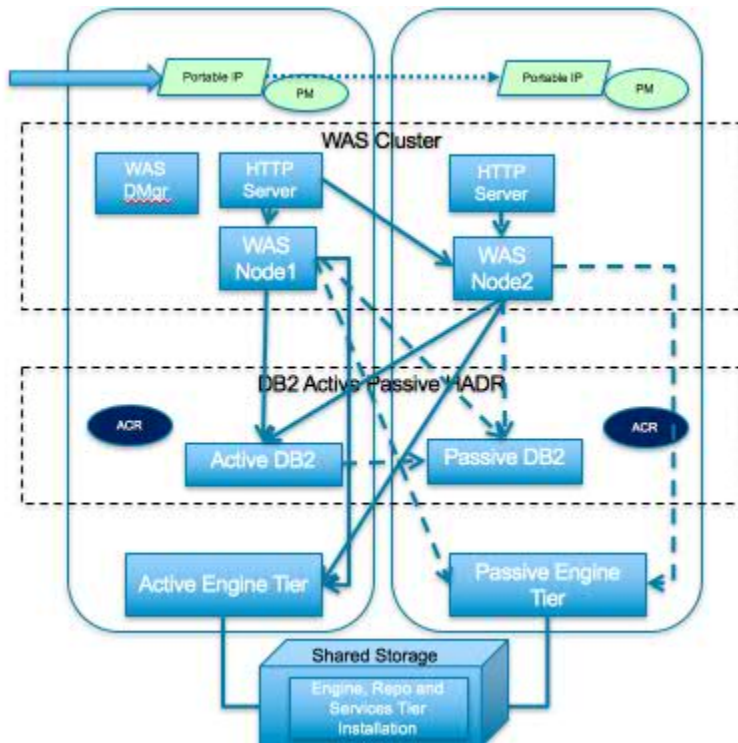 Portable IP
PM
Portable IP
PM
WAS Cluster
WAS
DMgr
HTTP
Server
HTTP
Server
WAS
Node1
WAS
Node2
DB2 Active Passive HADR
ACR
ACR
Active DB2
Passive DB2
Active Engine Tier
Passive Engine
Tier
Shared Storage
Engine, Repo and
Services Tier
Installation